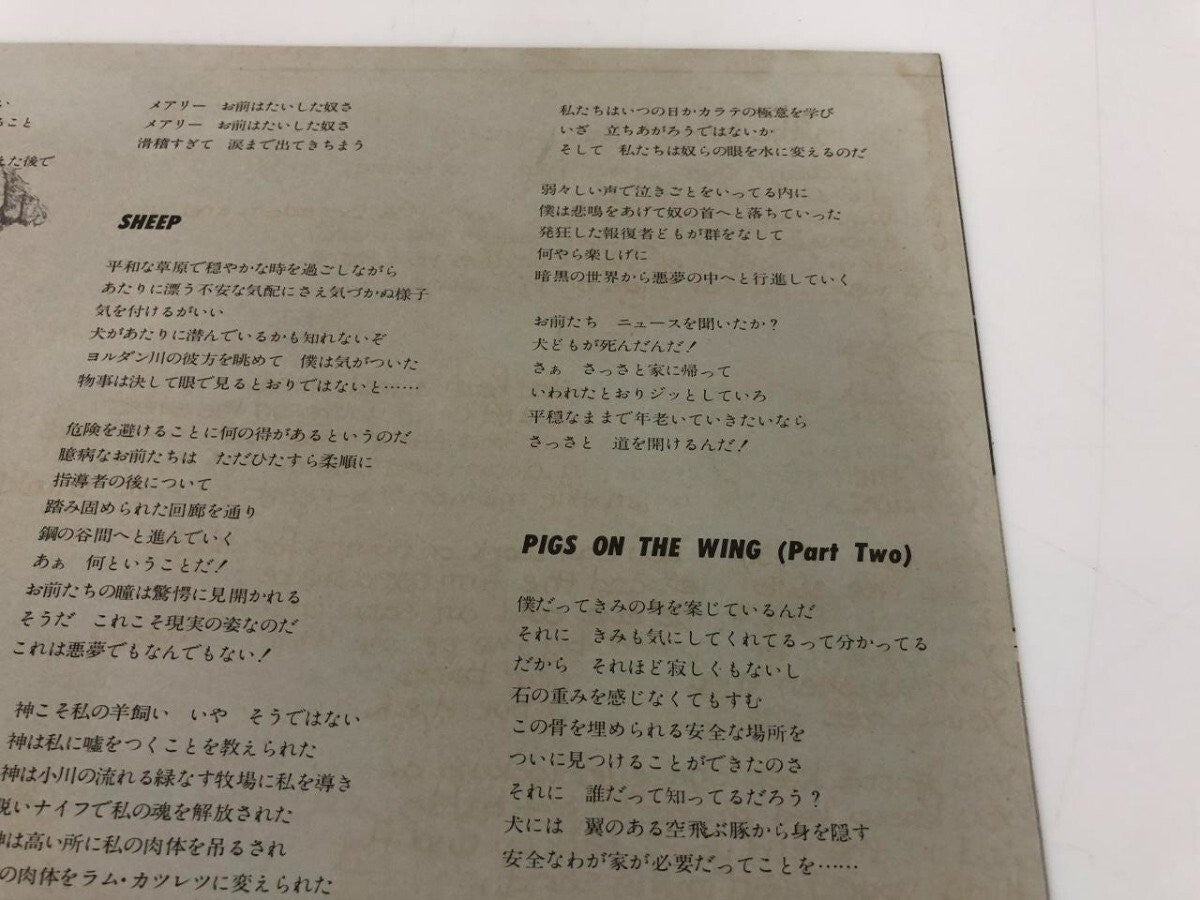 い
ること
えた後で
メアリー　お前はたいした奴さ
メアリー　お前はたいした奴さ
滑稽すぎて　涙まで出てきちまう
SHEEP
平和な草原で穏やかな時を過ごしながら
あたりに漂う不安な気配にさえ気づかぬ様子
気を付けるがいい
犬があたりに潜んでいるかも知れないぞ
ヨルダン川の彼方を眺めて　僕は気がついた
物事は決して眼で見るとおりではないと……
危険を避けることに何の得があるというのだ
臆病なお前たちは　ただひたすら柔順に
指導者の後について
踏み固められた回廊を通り
鋼の谷間へと進んでいく
あぁ　何ということだ！
お前たちの瞳は驚愕に見開かれる
そうだ　これこそ現実の姿なのだ
これは悪夢でもなんでもない！
神こそ私の羊飼い　いや　そうではない
神は私に嘘をつくことを教えられた
神は小川の流れる緑なす牧場に私を導き
鋭いナイフで私の魂を解放された
神は高い所に私の肉体を吊るされ
の肉体をラム・カツレツに変えられた
私たちはいつの日かカラテの極意を学び
いざ　立ちあがろうではないか
そして　私たちは奴らの眼を水に変えるのだ
弱々しい声で泣きごとをいってる内に
僕は悲鳴をあげて奴の首へと落ちていった
発狂した報復者どもが群をなして
何やら楽しげに
暗黒の世界から悪夢の中へと行進していく
お前たち　ニュースを聞いたか？
犬どもが死んだんだ！
さぁ　さっさと家に帰って
いわれたとおりジッとしていろ
平穏なままで年老いていきたいなら
さっさと　道を開けるんだ！
PIGS ON THE WING (Part Two)
僕だってきみの身を案じているんだ
それに　きみも気にしてくれてるって分かってる
だから　それほど寂しくもないし
石の重みを感じなくてもすむ
この骨を埋められる安全な場所を
ついに見つけることができたのさ
それに　誰だって知ってるだろう？
犬には　翼のある空飛ぶ豚から身を隠す
安全なわが家が必要だってことを……